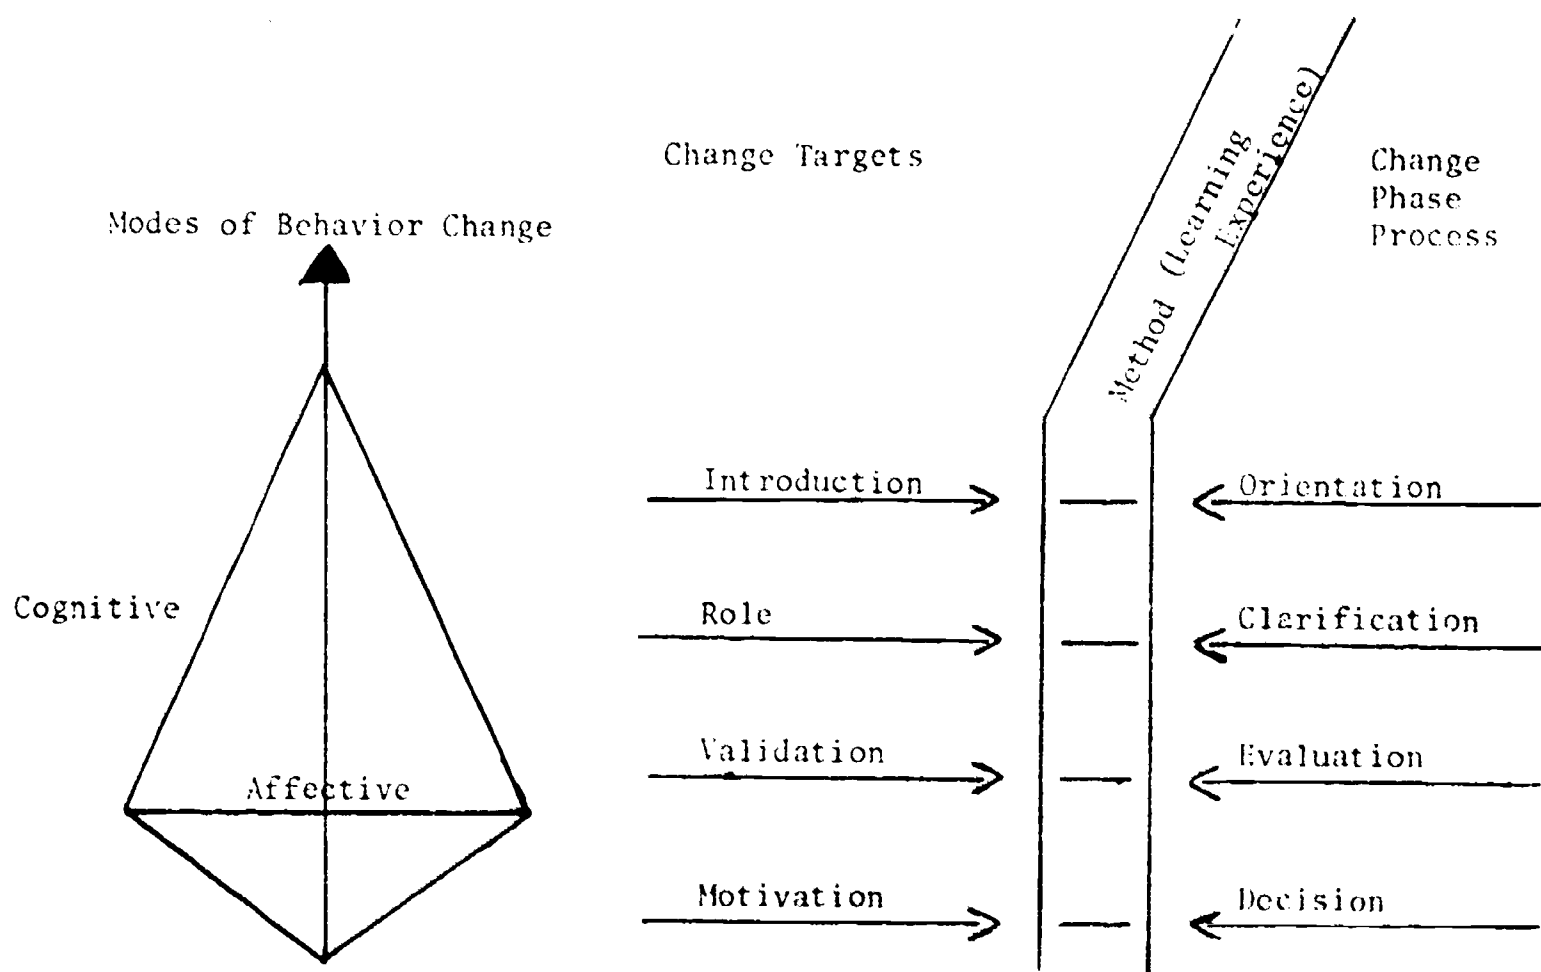 Change Targets
Method (Learning
Experience)
Change
Phase
Process
Modes of Behavior Change
Introduction
Orientation
Cognitive
Role
Clarification
Validation
Evaluation
Affective
Motivation
Decision